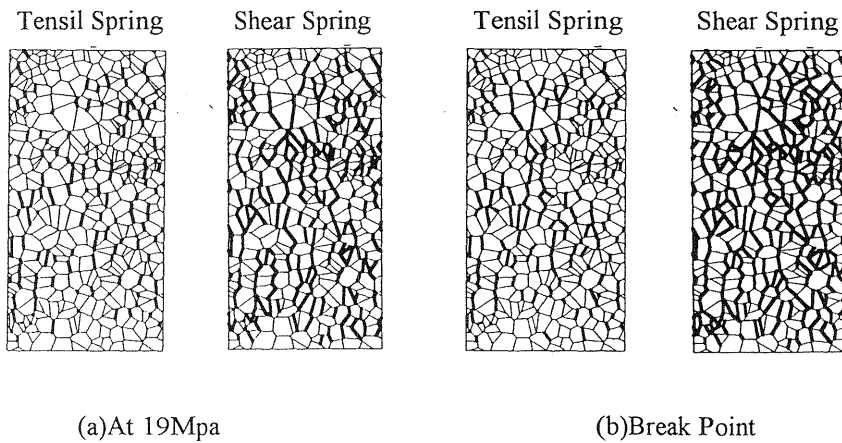 Tensil Spring Shear Spring Tensil Spring Shear Spring
(a)At 19Mpa (b)Break Point